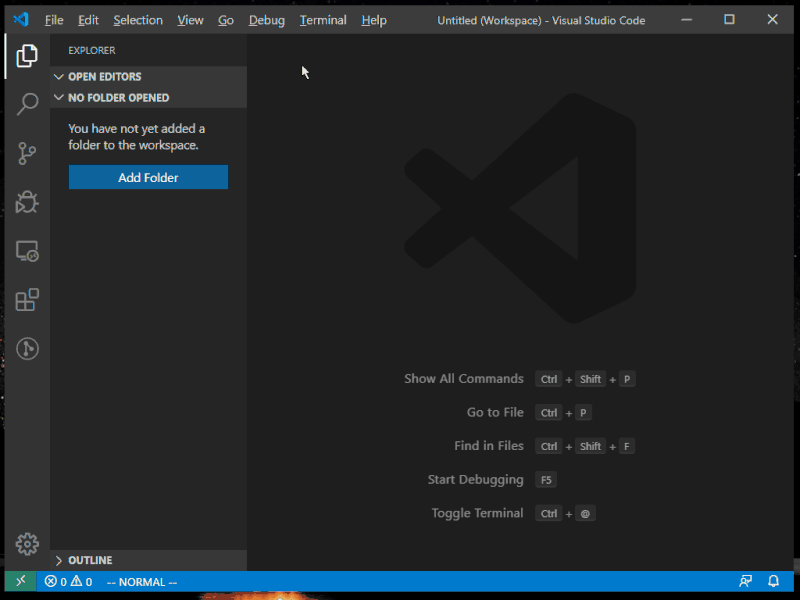 File Edit Selection View Go Debug Terminal Help Untitled (Workspace) - Visual Studio Code
EXPLORER
OPEN EDITORS
NO FOLDER OPENED
You have not yet added a
folder to the workspace.
Add Folder
Show All Commands Ctrl + Shift + P
Go to File Ctrl + P
Find in Files Ctrl + Shift + F
Start Debugging F5
Toggle Terminal Ctrl + @
OUTLINE
0 0 -- NORMAL --